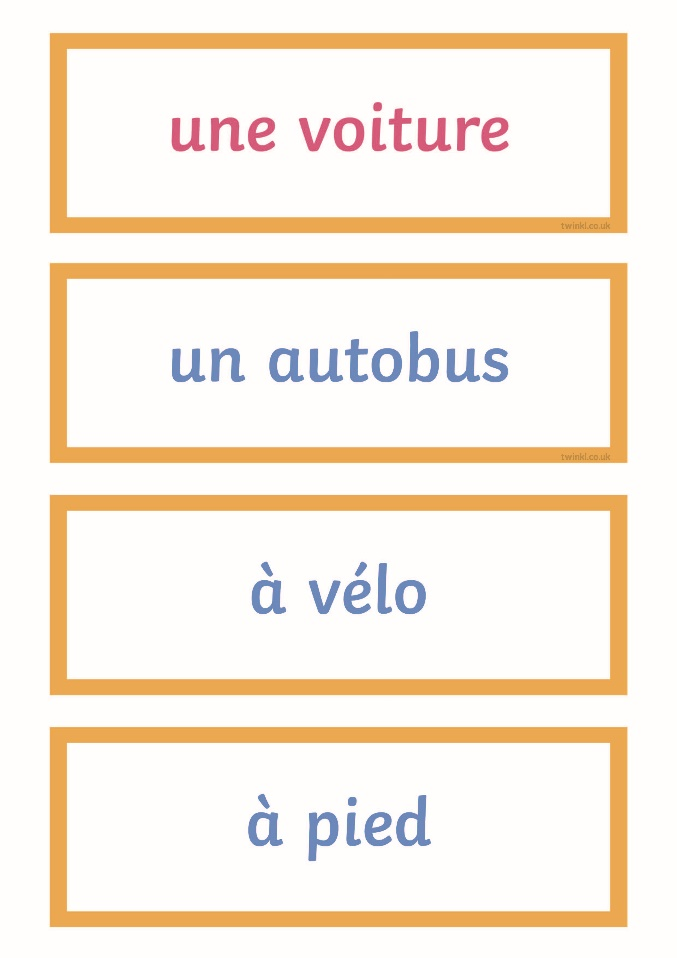 une voiture
twinkl.co.uk
un autobus
twinkl.co.uk
à vélo
à pied